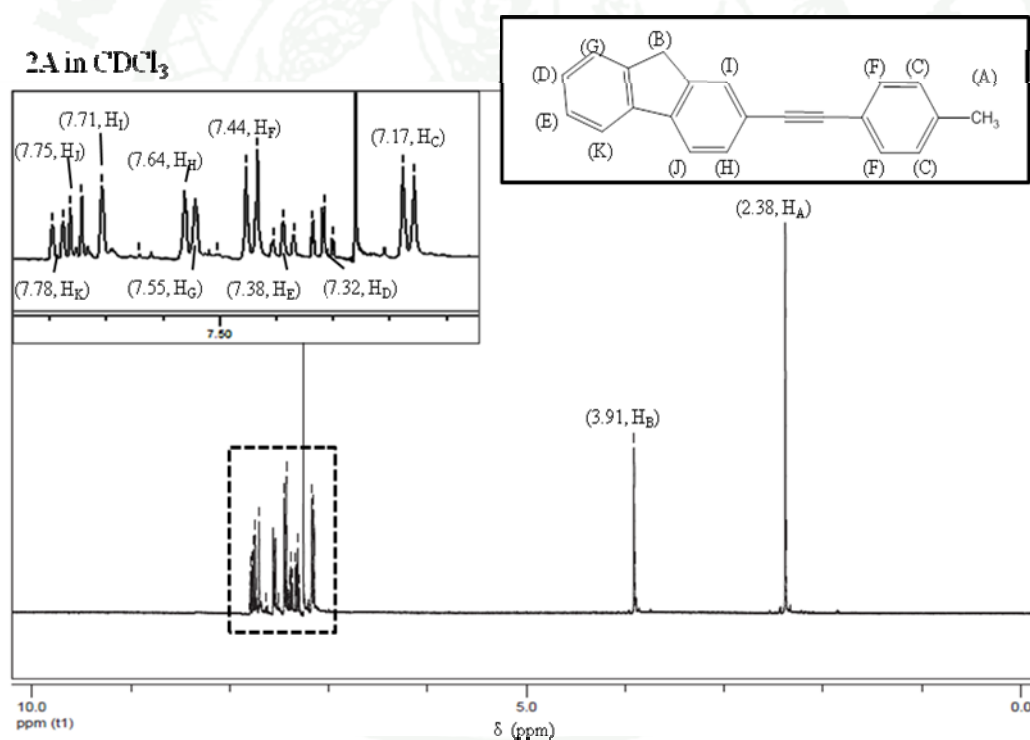 2A in CDCl3
(G)
(B)
(I)
(F)
(C)
(A)
(D)
(E)
CH3
(K)
(J)
(H)
(F)
(C)
(7.71, HI)
(7.75, HJ)
(7.64, HH)
(7.44, HF)
(7.17, HC)
(7.78, HK)
(7.55, HG)
(7.38, HE)
(7.32, HD)
7.50
(2.38, HA)
(3.91, HB)
10.0
5.0
0.0
ppm (t1)
δ (ppm)